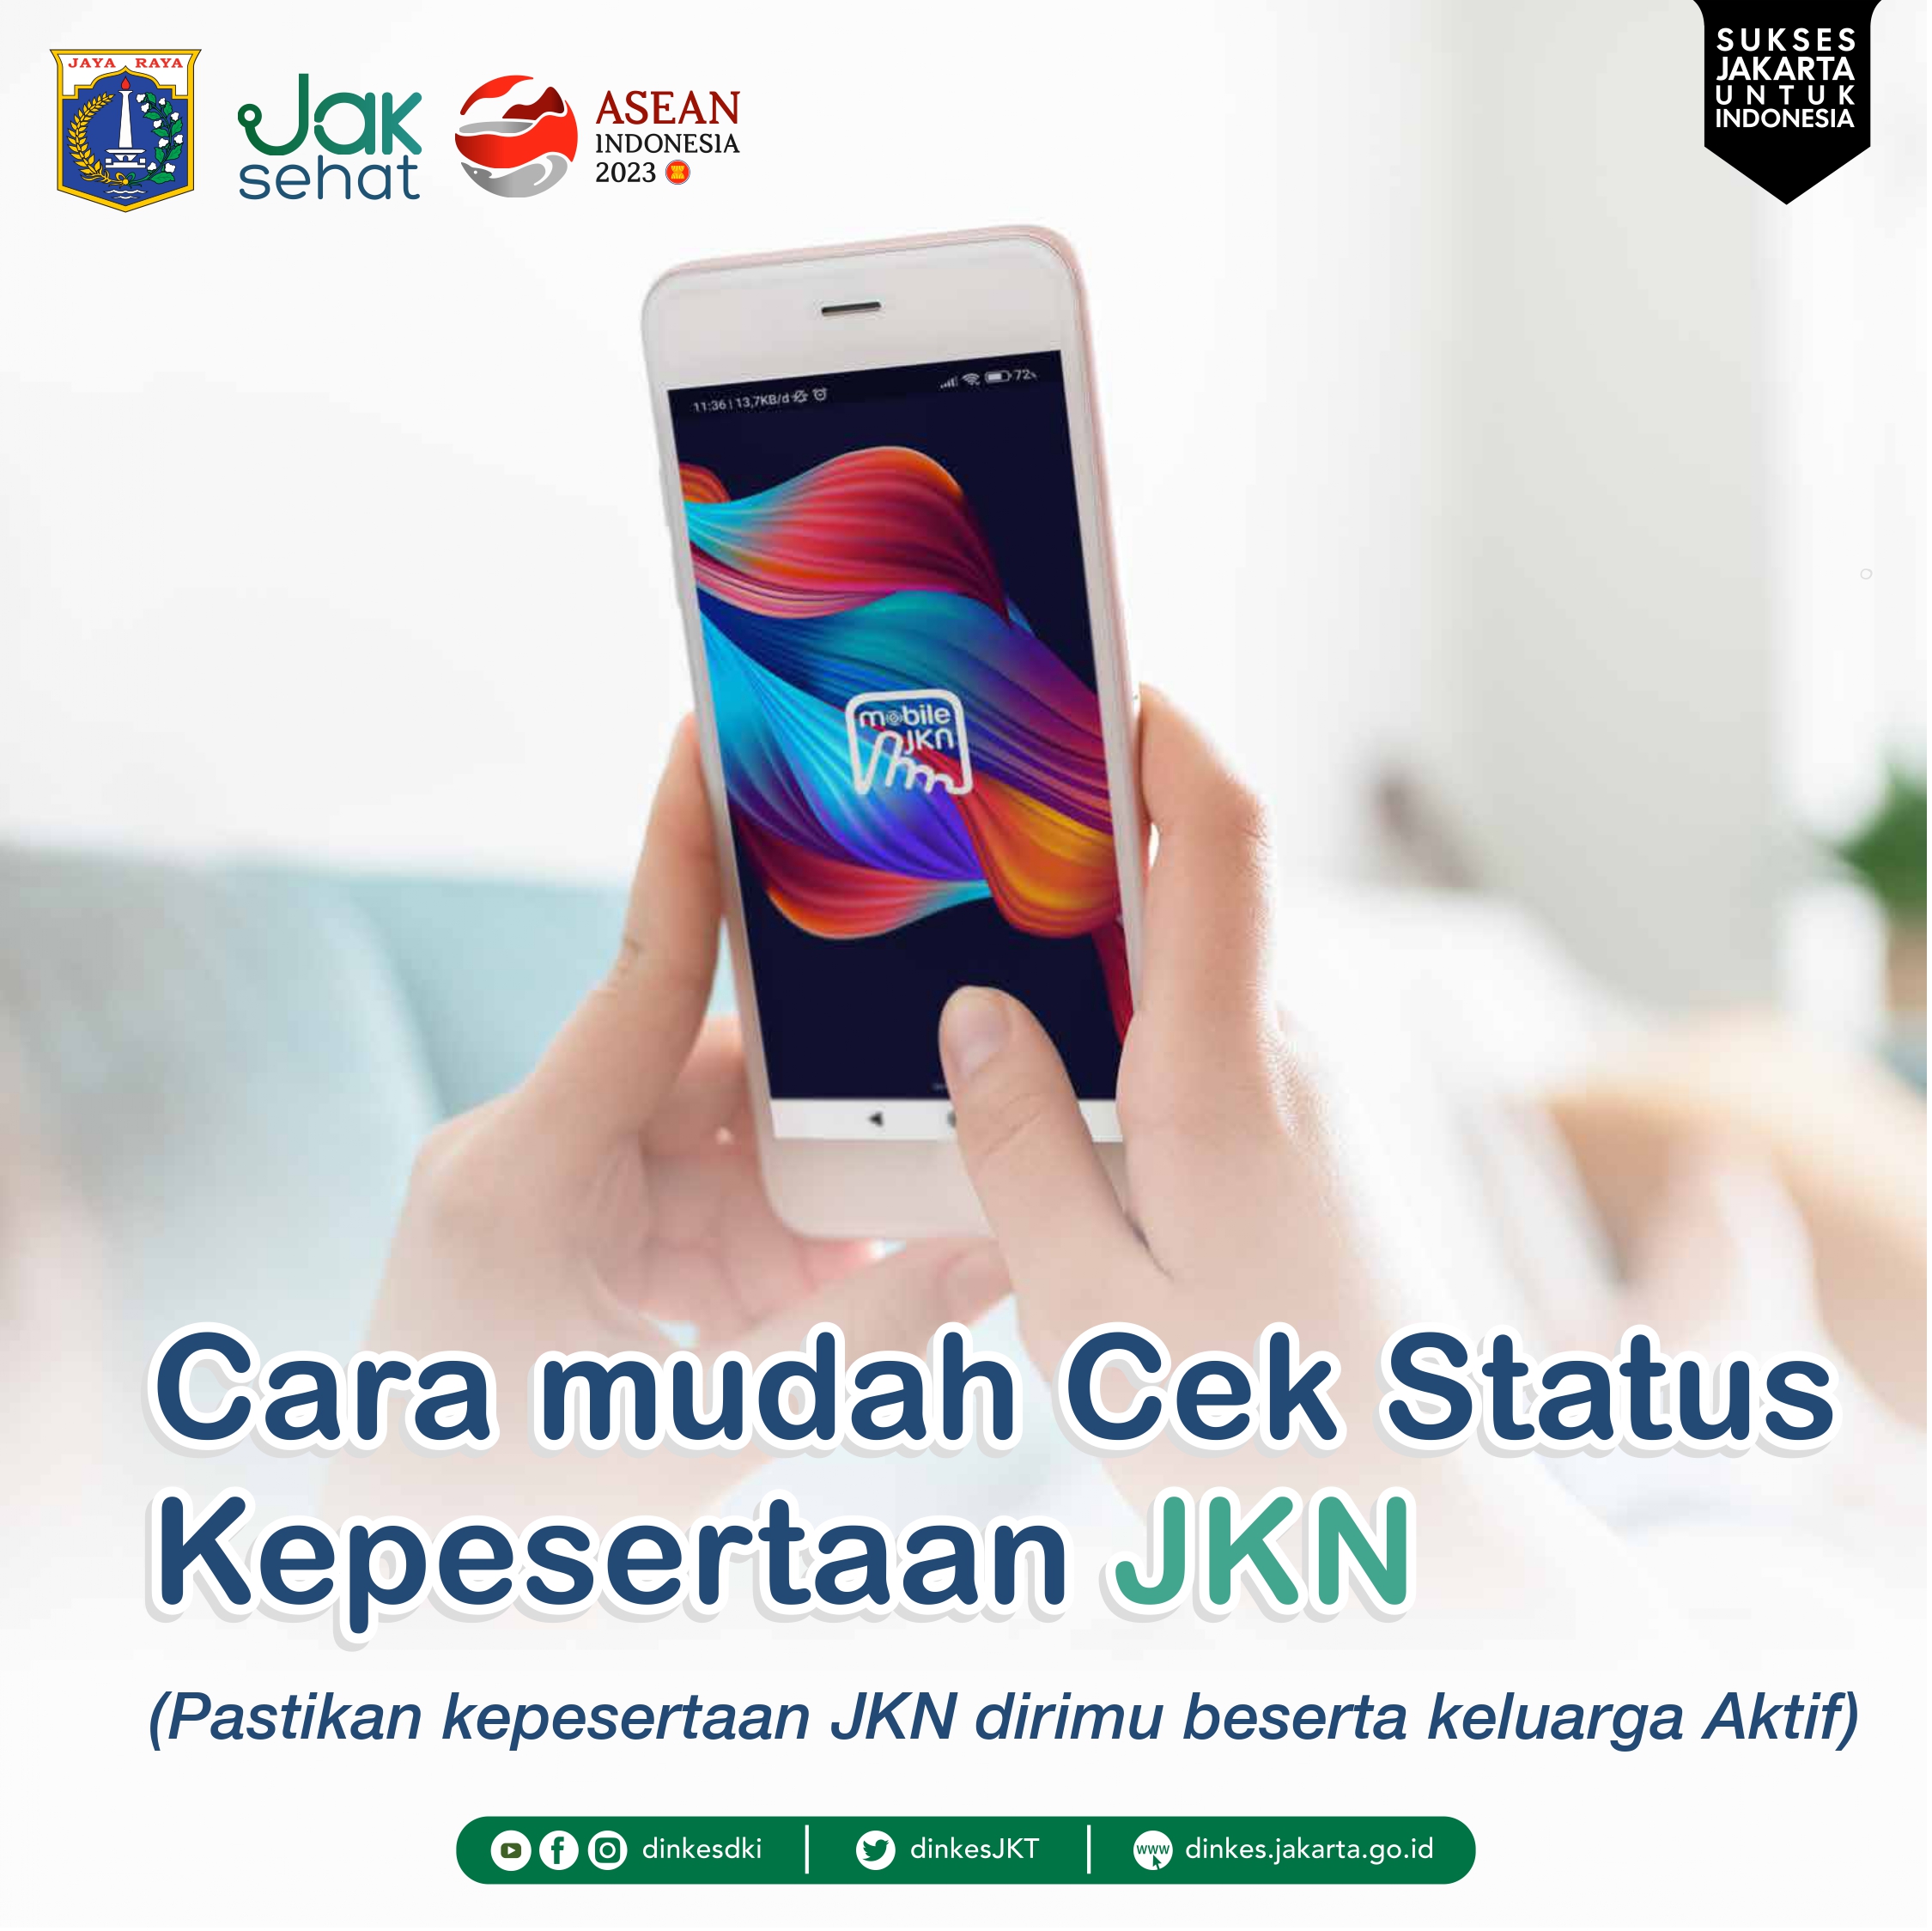 JAYA RAYA
Jak
sehat
ASEAN
INDONESIA
2023
SUKSES
JAKARTA
UNTUK
INDONESIA
11:36 | 13,7KB/d
72
mobile
JKN
Cara mudah Cek Status
Kepesertaan JKN
(Pastikan kepesertaan JKN dirimu beserta keluarga Aktif)
dinkesdki
dinkesJKT
www
dinkes.jakarta.go.id